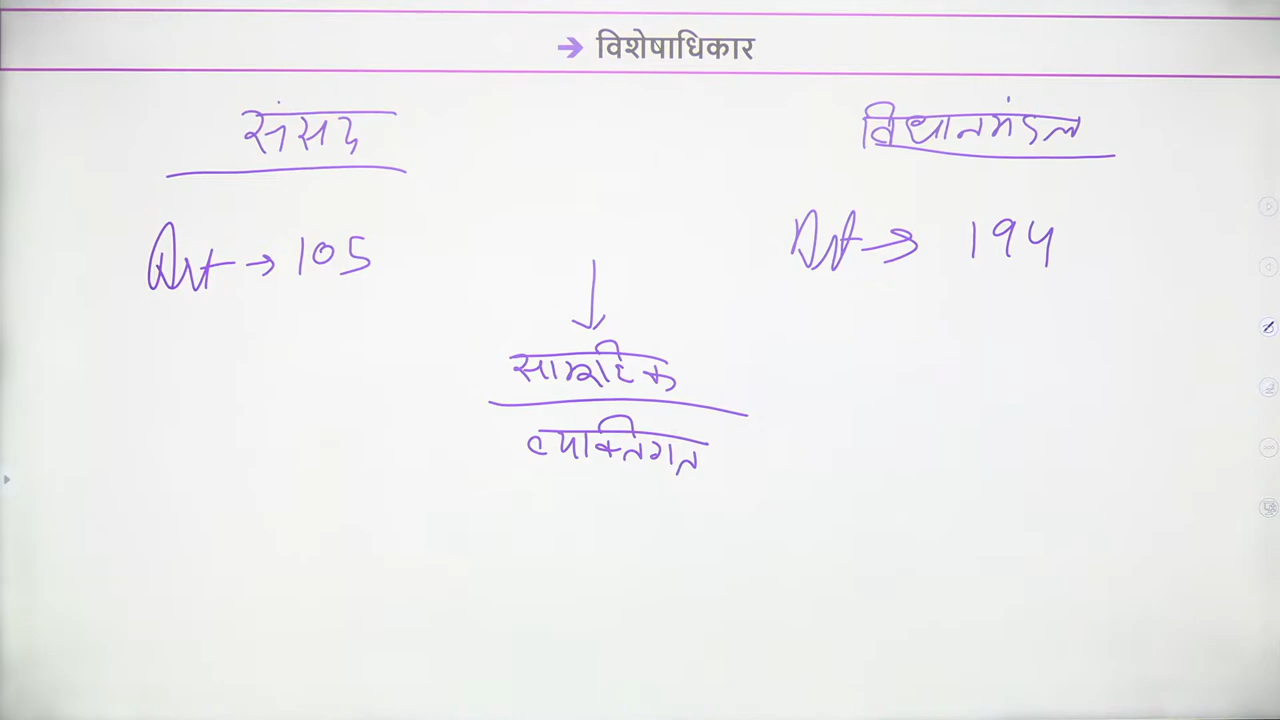 → विशेषाधिकार
संसद
विधानमंडल
Art → 105
Art → 194
↓
सामूहिक
व्यक्तिगत